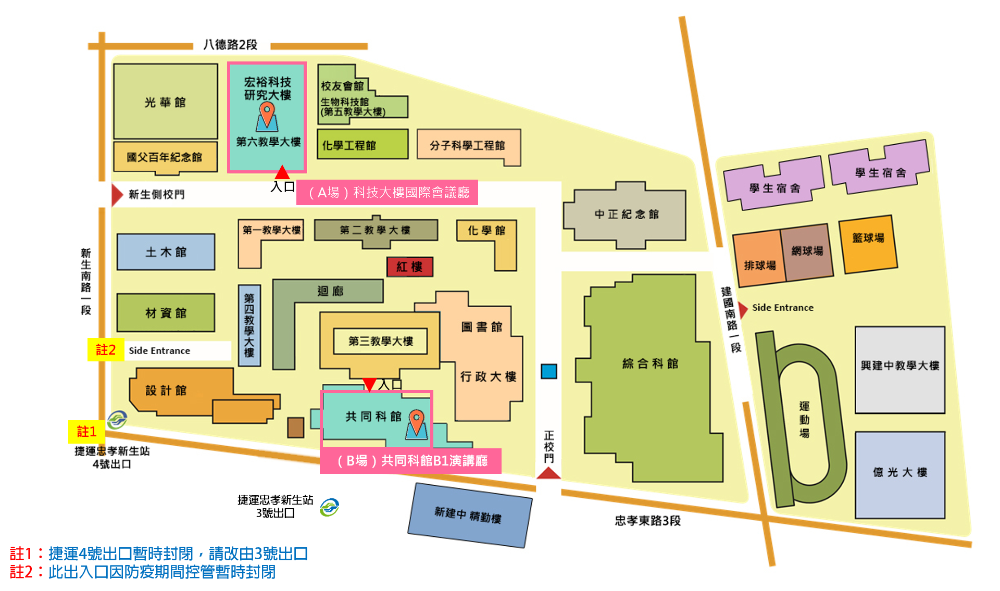 八德路2段
光華館
宏裕科技
研究大樓
第六教學大樓
校友會館
生物科技館
(第五教學大樓)
化學工程館
分子科學工程館
國父百年紀念館
入口
（A場）科技大樓國際會議廳
新生側校門
中正紀念館
學生宿舍
學生宿舍
第一教學大樓
第二教學大樓
化學館
土木館
紅樓
排球場
網球場
籃球場
新生南路一段
迴廊
材資館
第四教學大樓
圖書館
第三教學大樓
建國南路一段
Side Entrance
註2
Side Entrance
綜合科館
興建中教學大樓
行政大樓
入口
設計館
共同科館
運動場
註1
捷運忠孝新生站
4號出口
正校門
（B場）共同科館B1演講廳
億光大樓
捷運忠孝新生站
3號出口
新建中 精勤樓
忠孝東路3段
註1：捷運4號出口暫時封閉，請改由3號出口
註2：此出入口因防疫期間控管暫時封閉